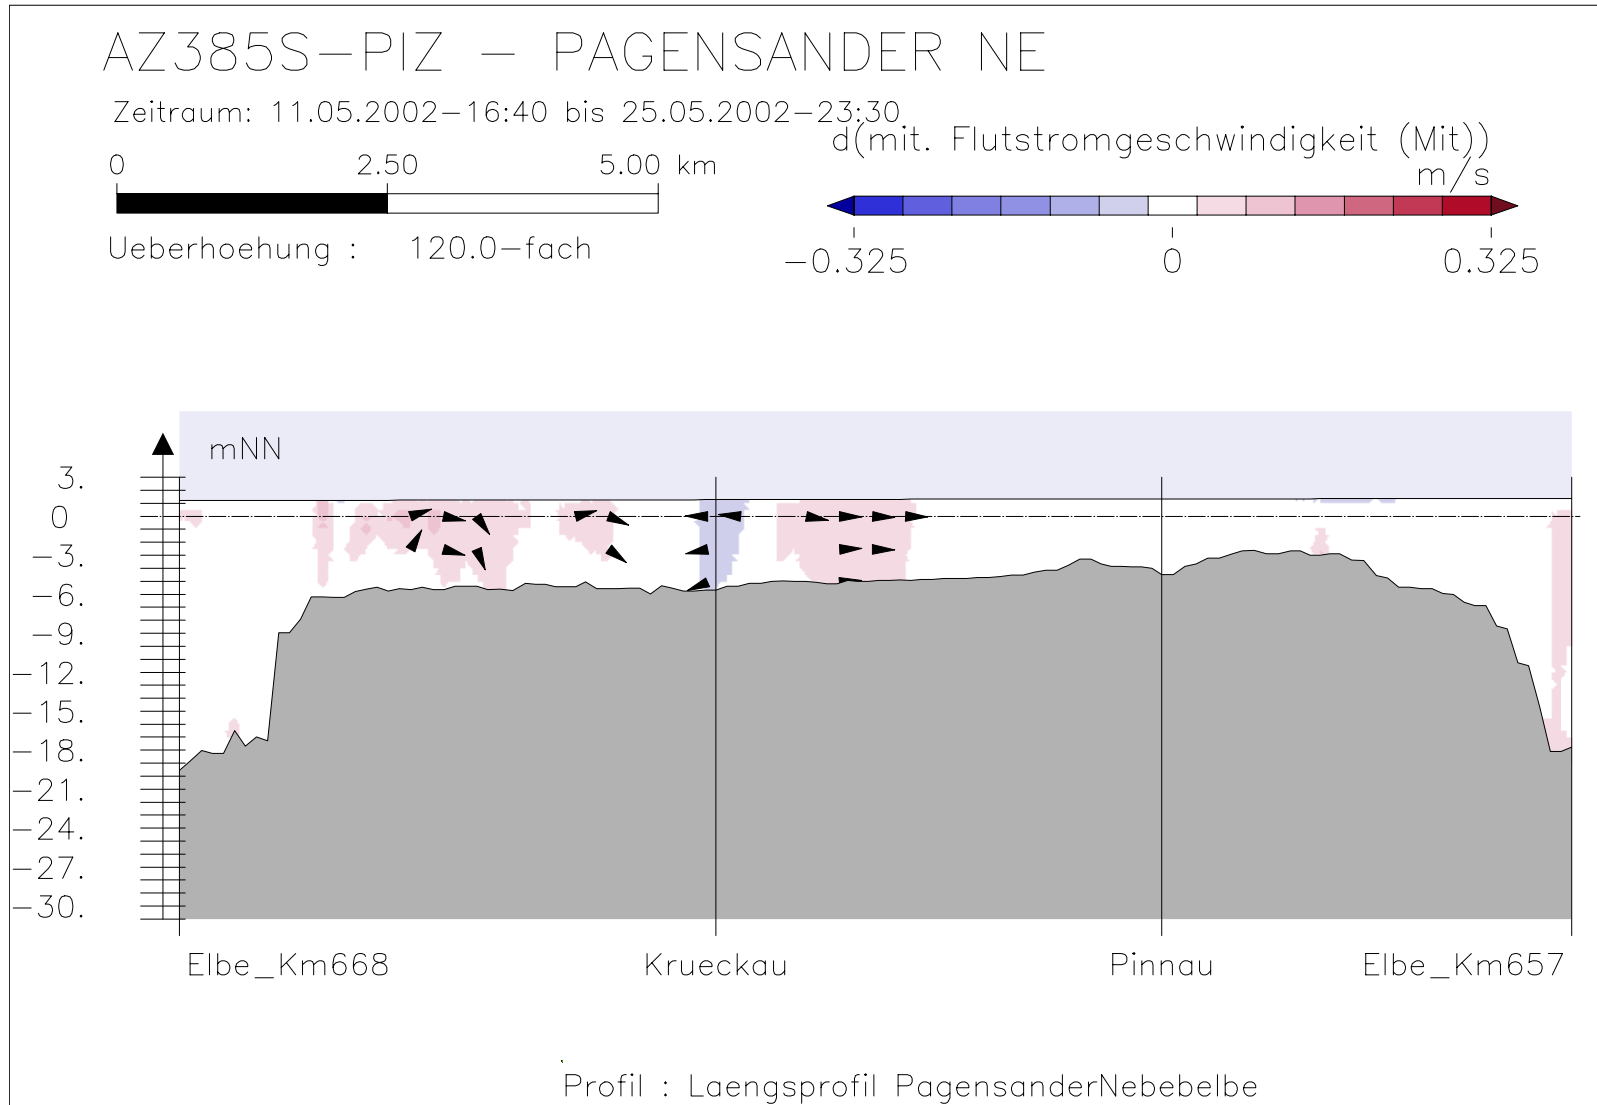 AZ385S-PIZ - PAGENSANDER NE
Zeitraum: 11.05.2002-16:40 bis 25.05.2002-23:30
d(mit. Flutstromgeschwindigkeit (Mit))
m/s
0 2.50 5.00 km
-0.325 0 0.325
Ueberhoehung : 120.0-fach
mNN
3.
0
-3.
-6.
-9.
-12.
-15.
-18.
-21.
-24.
-27.
-30.
Elbe_Km668 Krueckau Pinnau Elbe_Km657
Profil : Laengsprofil PagensanderNebebelbe